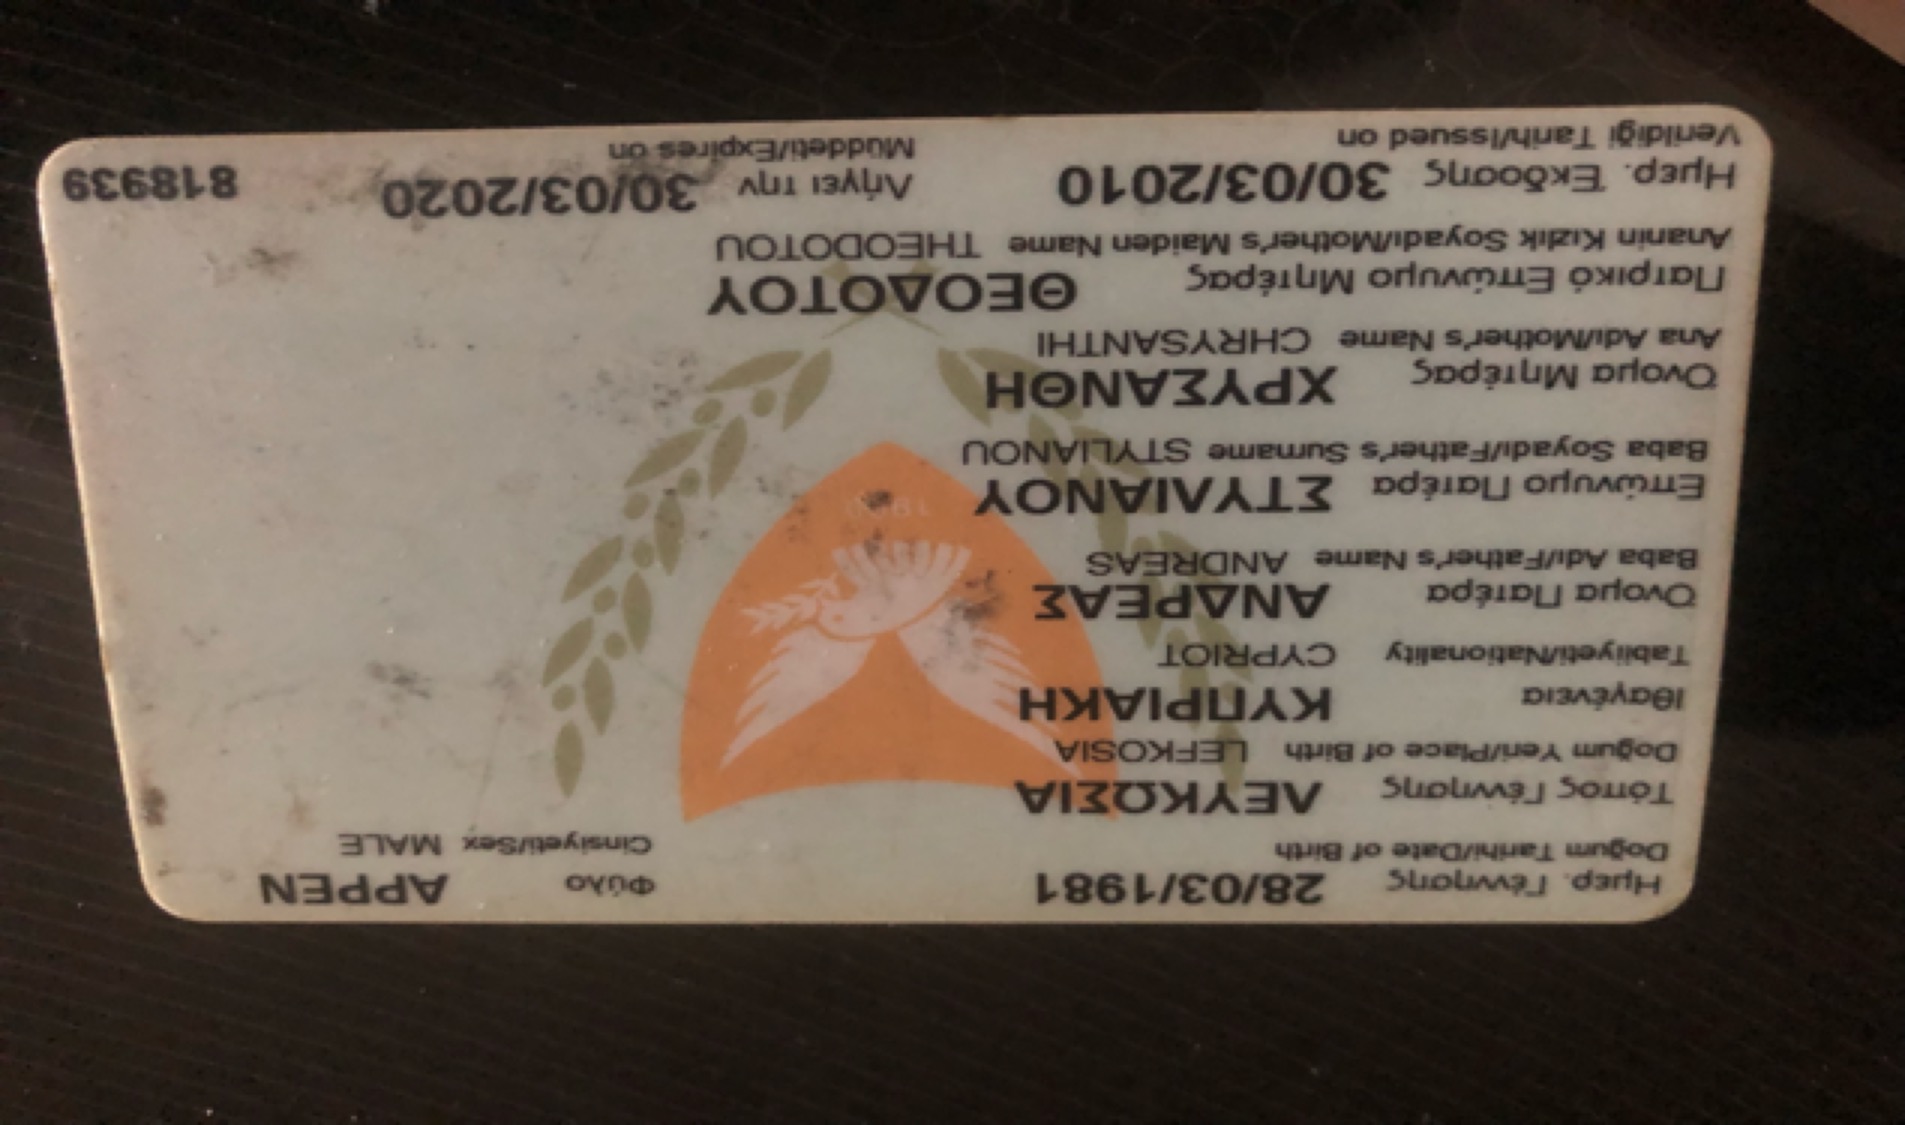 Ημερ. Γέννησης 28/03/1981 Φύλο ΑΡΡΕΝ
Doğum Tarihi/Date of Birth Cinsiyeti/Sex MALE
Τόπος Γέννησης ΛΕΥΚΩΣΙΑ
Doğum Yeri/Place of Birth LEFKOSIA
Ιθαγένεια ΚΥΠΡΙΑΚΗ
Tabiiyeti/Nationality CYPRIOT
Όνομα Πατέρα ΑΝΔΡΕΑΣ
Baba Adı/Father's Name ANDREAS
Επώνυμο Πατέρα ΣΤΥΛΙΑΝΟΥ
Baba Soyadı/Father's Surname STYLIANOU
Όνομα Μητέρας ΧΡΥΣΑΝΘΗ
Ana Adı/Mother's Name CHRYSANTHI
Πατρικό Επώνυμο Μητέρας ΘΕΟΔΟΤΟΥ
Ananin Kızlık Soyadı/Mother's Maiden Name THEODOTOU
Ημερ. Έκδοσης 30/03/2010 Λήγει την 30/03/2020 818939
Verildiği Tarih/Issued on Müddeti/Expires on